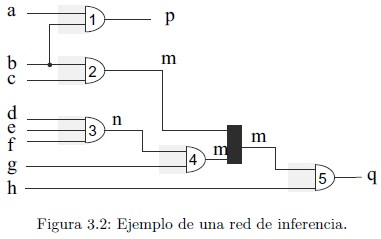 a
1
p
b
m
c
2
d
n
e
3
f
m
m
g
4
h
5
q
Figura 3.2: Ejemplo de una red de inferencia.